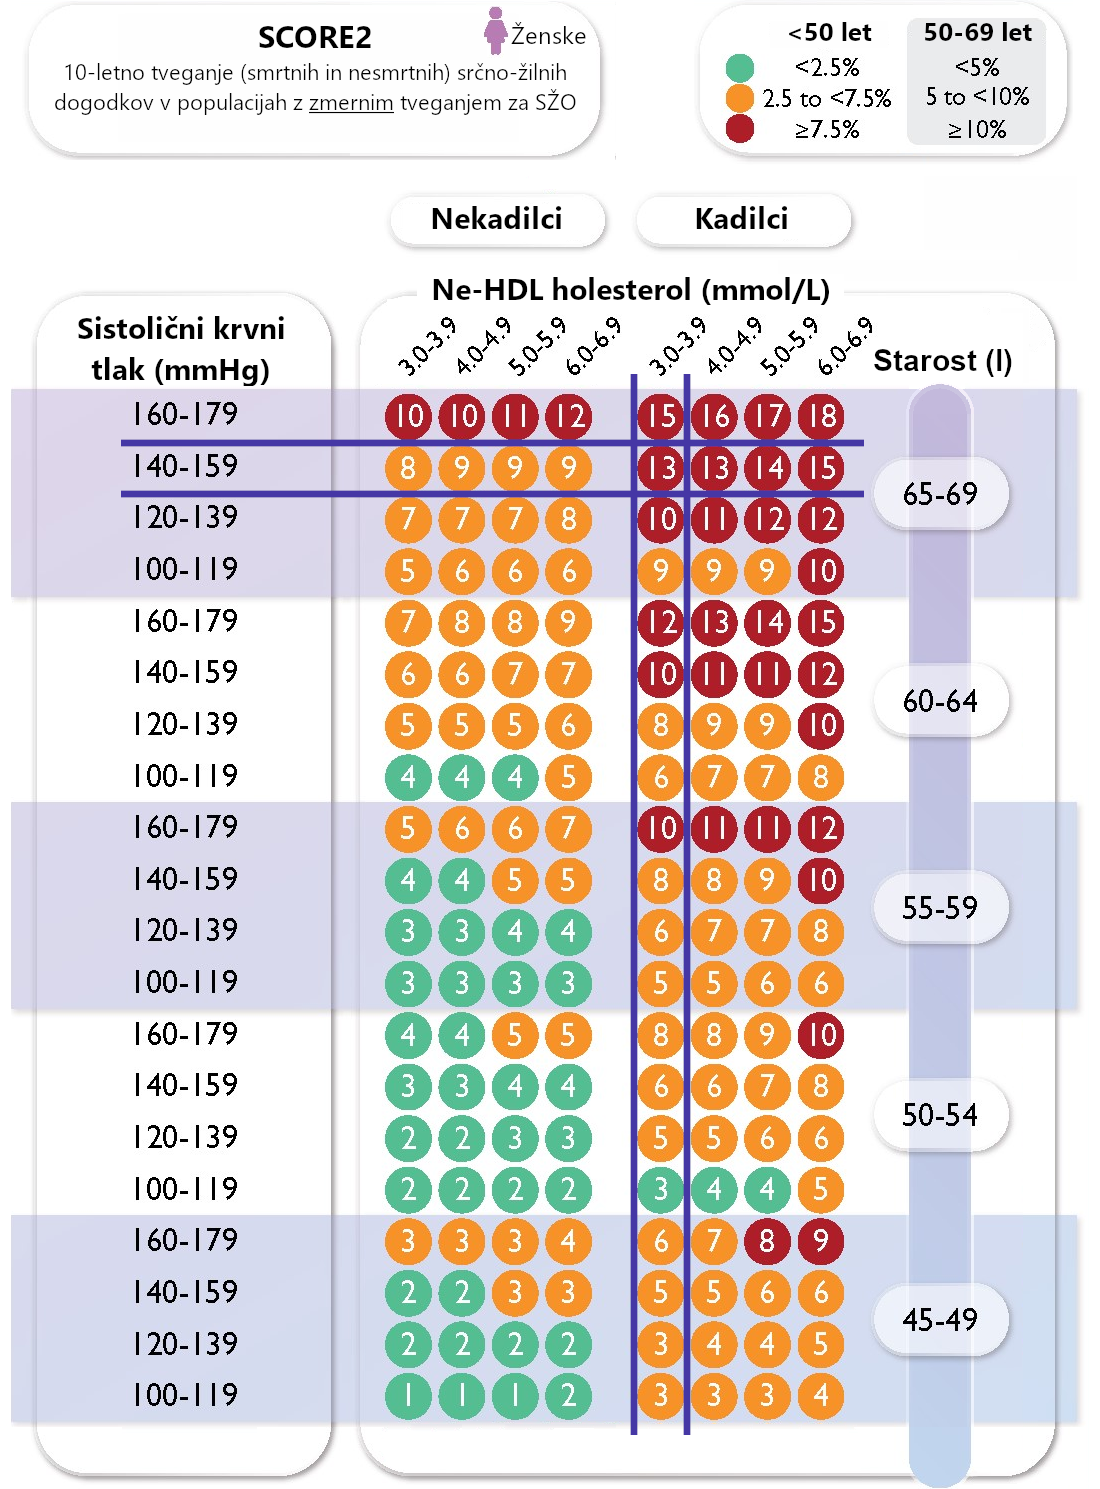 SCORE2
Ženske
10-letno tveganje (smrtnih in nesmrtnih) srčno-žilnih
dogodkov v populacijah z zmernim tveganjem za SŽO
<50 let 50-69 let
<2.5% <5%
2.5 to <7.5% 5 to <10%
≥7.5% ≥10%
Nekadilci Kadilci
Ne-HDL holesterol (mmol/L)
Sistolični krvni
tlak (mmHg)
3.0-3.9 4.0-4.9 5.0-5.9 6.0-6.9 3.0-3.9 4.0-4.9 5.0-5.9 6.0-6.9
Starost (l)
160-179 10 10 11 12 15 16 17 18
140-159 8 9 9 9 13 13 14 15
65-69
120-139 7 7 7 8 10 11 12 12
100-119 5 6 6 6 9 9 9 10
160-179 7 8 8 9 12 13 14 15
140-159 6 6 7 7 10 11 11 12
60-64
120-139 5 5 5 6 8 9 9 10
100-119 4 4 4 5 6 7 7 8
160-179 5 6 6 7 10 11 11 12
140-159 4 4 5 5 8 8 9 10
55-59
120-139 3 3 4 4 6 7 7 8
100-119 3 3 3 3 5 5 6 6
160-179 4 4 5 5 8 8 9 10
140-159 3 3 4 4 6 6 7 8
50-54
120-139 2 2 3 3 5 5 6 6
100-119 2 2 2 2 3 4 4 5
160-179 3 3 3 4 6 7 8 9
140-159 2 2 3 3 5 5 6 6
45-49
120-139 2 2 2 2 3 4 4 5
100-119 1 1 1 2 3 3 3 4